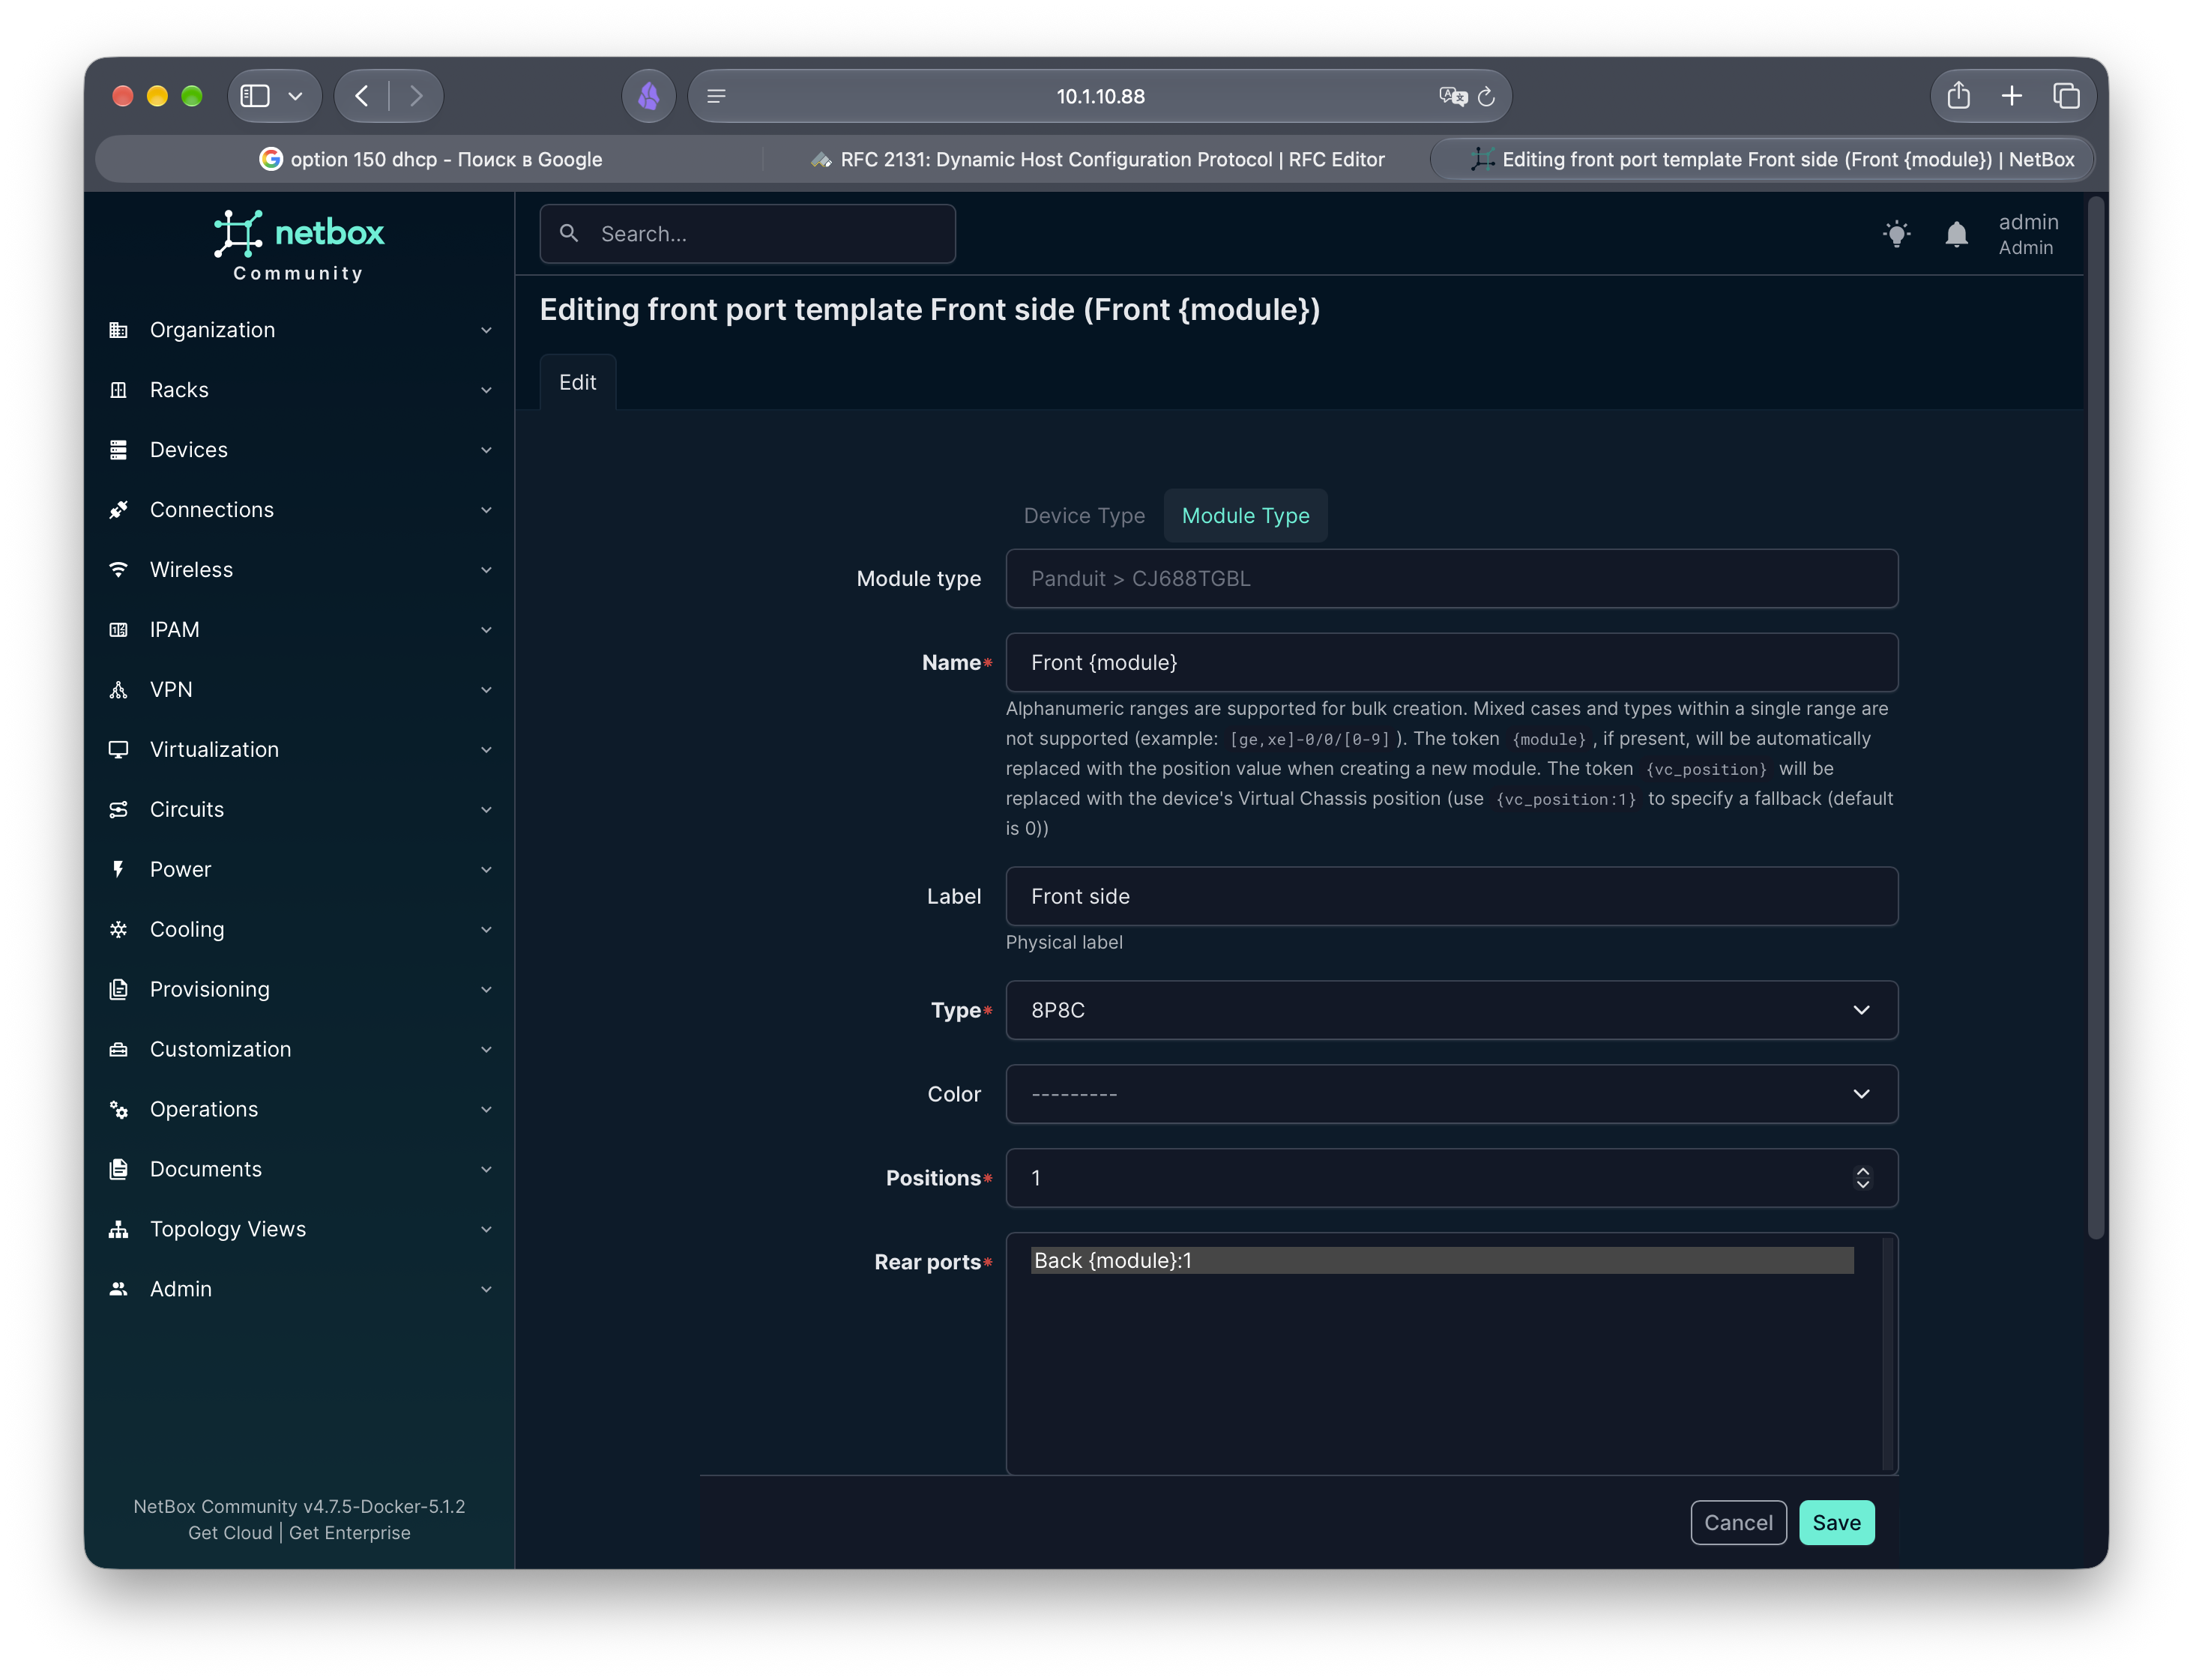 10.1.10.88
option 150 dhcp - Поиск в Google
RFC 2131: Dynamic Host Configuration Protocol | RFC Editor
Editing front port template Front side (Front {module}) | NetBox
netbox
Community
Search...
admin
Admin
Organization
Racks
Devices
Connections
Wireless
IPAM
VPN
Virtualization
Circuits
Power
Cooling
Provisioning
Customization
Operations
Documents
Topology Views
Admin
NetBox Community v4.7.5-Docker-5.1.2
Get Cloud | Get Enterprise
Editing front port template Front side (Front {module})
Edit
Device Type
Module Type
Module type
Panduit > CJ688TGBL
Name*
Front {module}
Alphanumeric ranges are supported for bulk creation. Mixed cases and types within a single range are
not supported (example: [ge,xe]-0/0/[0-9] ). The token {module} , if present, will be automatically
replaced with the position value when creating a new module. The token {vc_position} will be
replaced with the device's Virtual Chassis position (use {vc_position:1} to specify a fallback (default
is 0))
Label
Front side
Physical label
Type*
8P8C
Color
---------
Positions*
1
Rear ports*
Back {module}:1
Cancel
Save